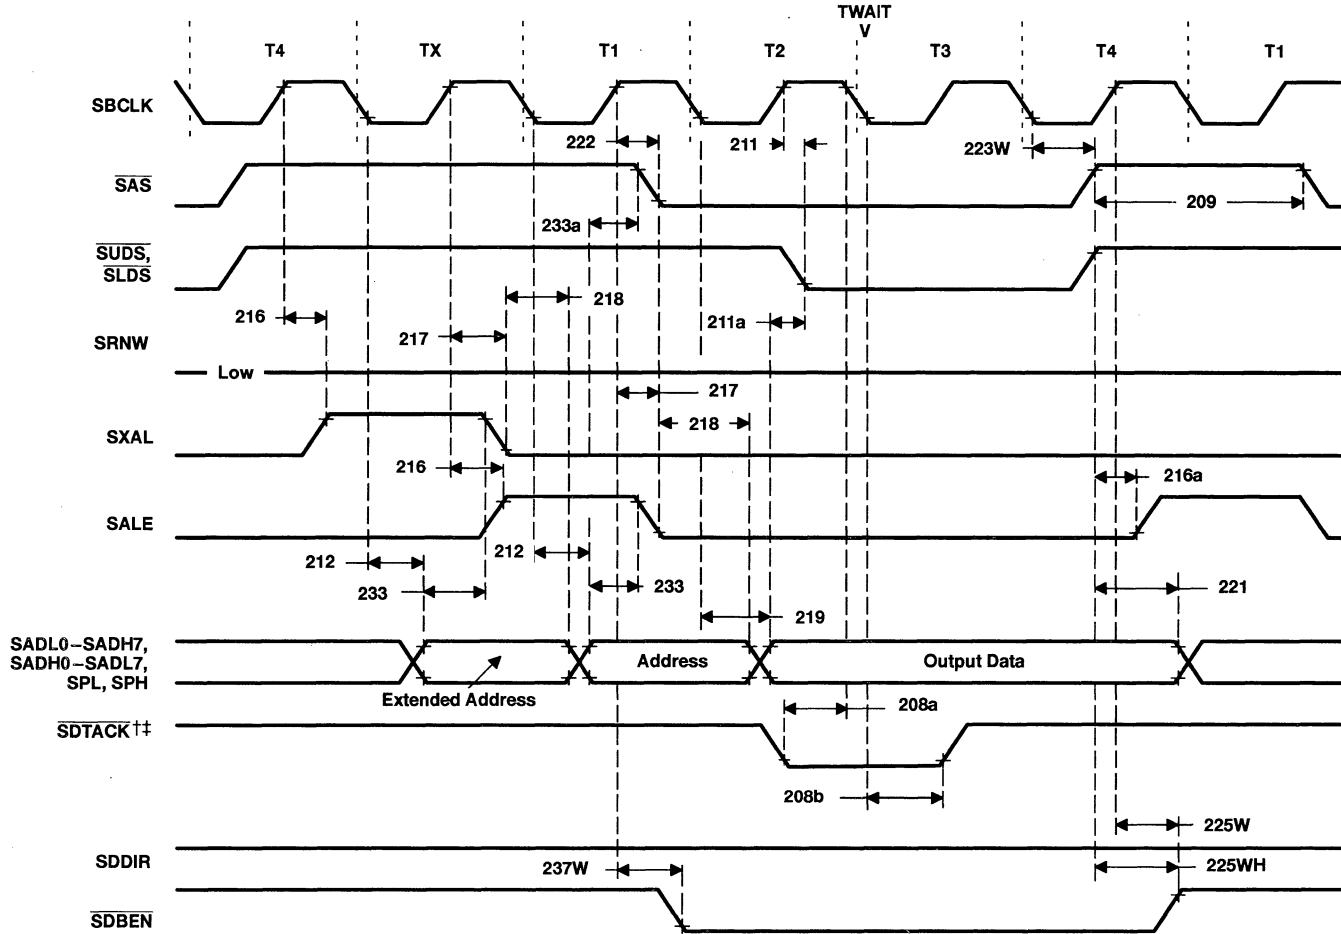 TWAIT
V
T4 TX T1 T2 T3 T4 T1
SBCLK
222 211 223W
SAS
209
233a
SUDS,
SLDS
218
216 217 211a
SRNW
Low
217
218
SXAL
216 216a
SALE
212 212
233 233 221
219
SADL0–SADH7,
SADH0–SADL7,
SPL, SPH
Address Output Data
Extended Address
208a
SDTACK†‡
208b
225W
SDDIR
237W 225WH
SDBEN